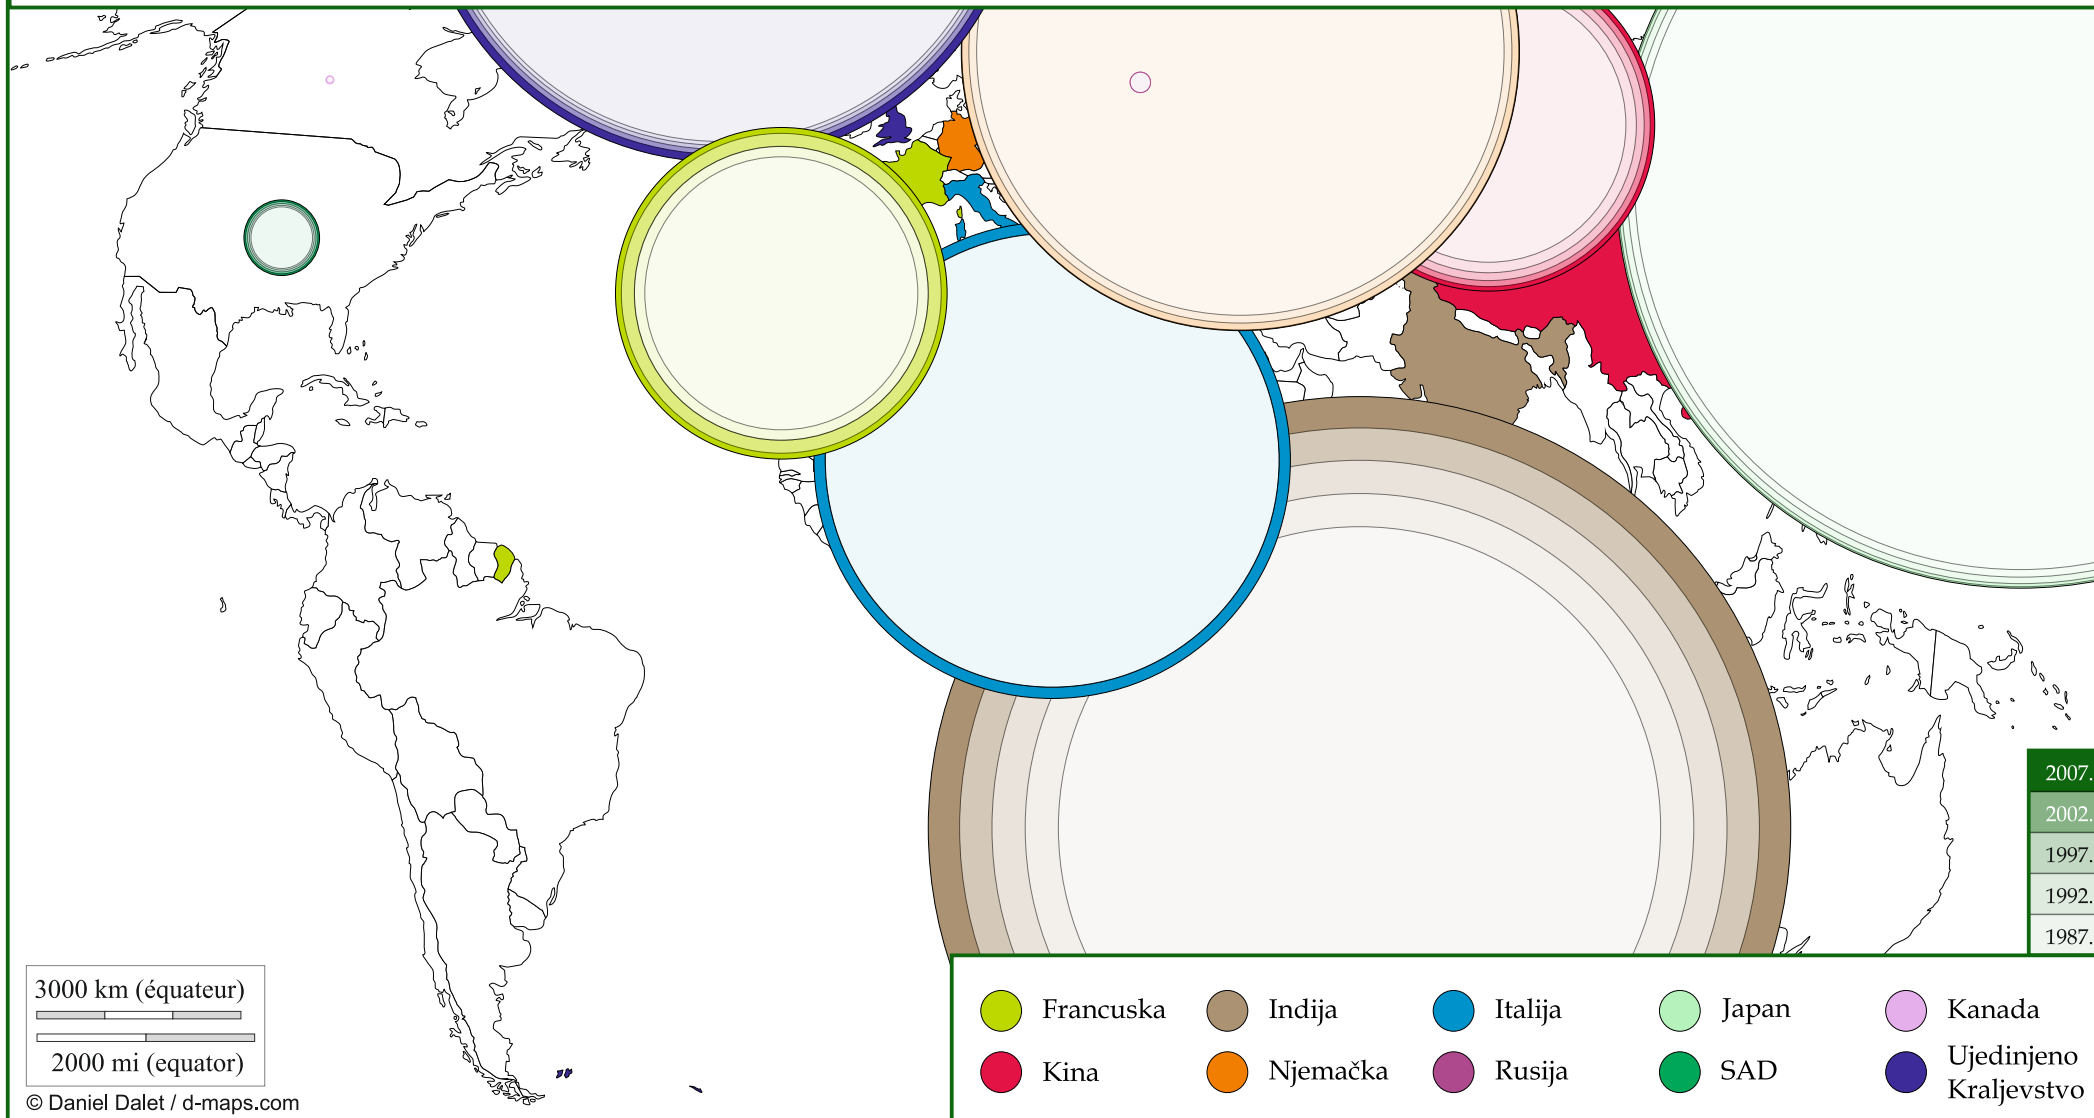 2007.
2002.
1997.
1992.
1987.
3000 km (équateur)
2000 mi (equator)
© Daniel Dalet / d-maps.com
Francuska
Indija
Italija
Japan
Kanada
Kina
Njemačka
Rusija
SAD
Ujedinjeno
Kraljevstvo